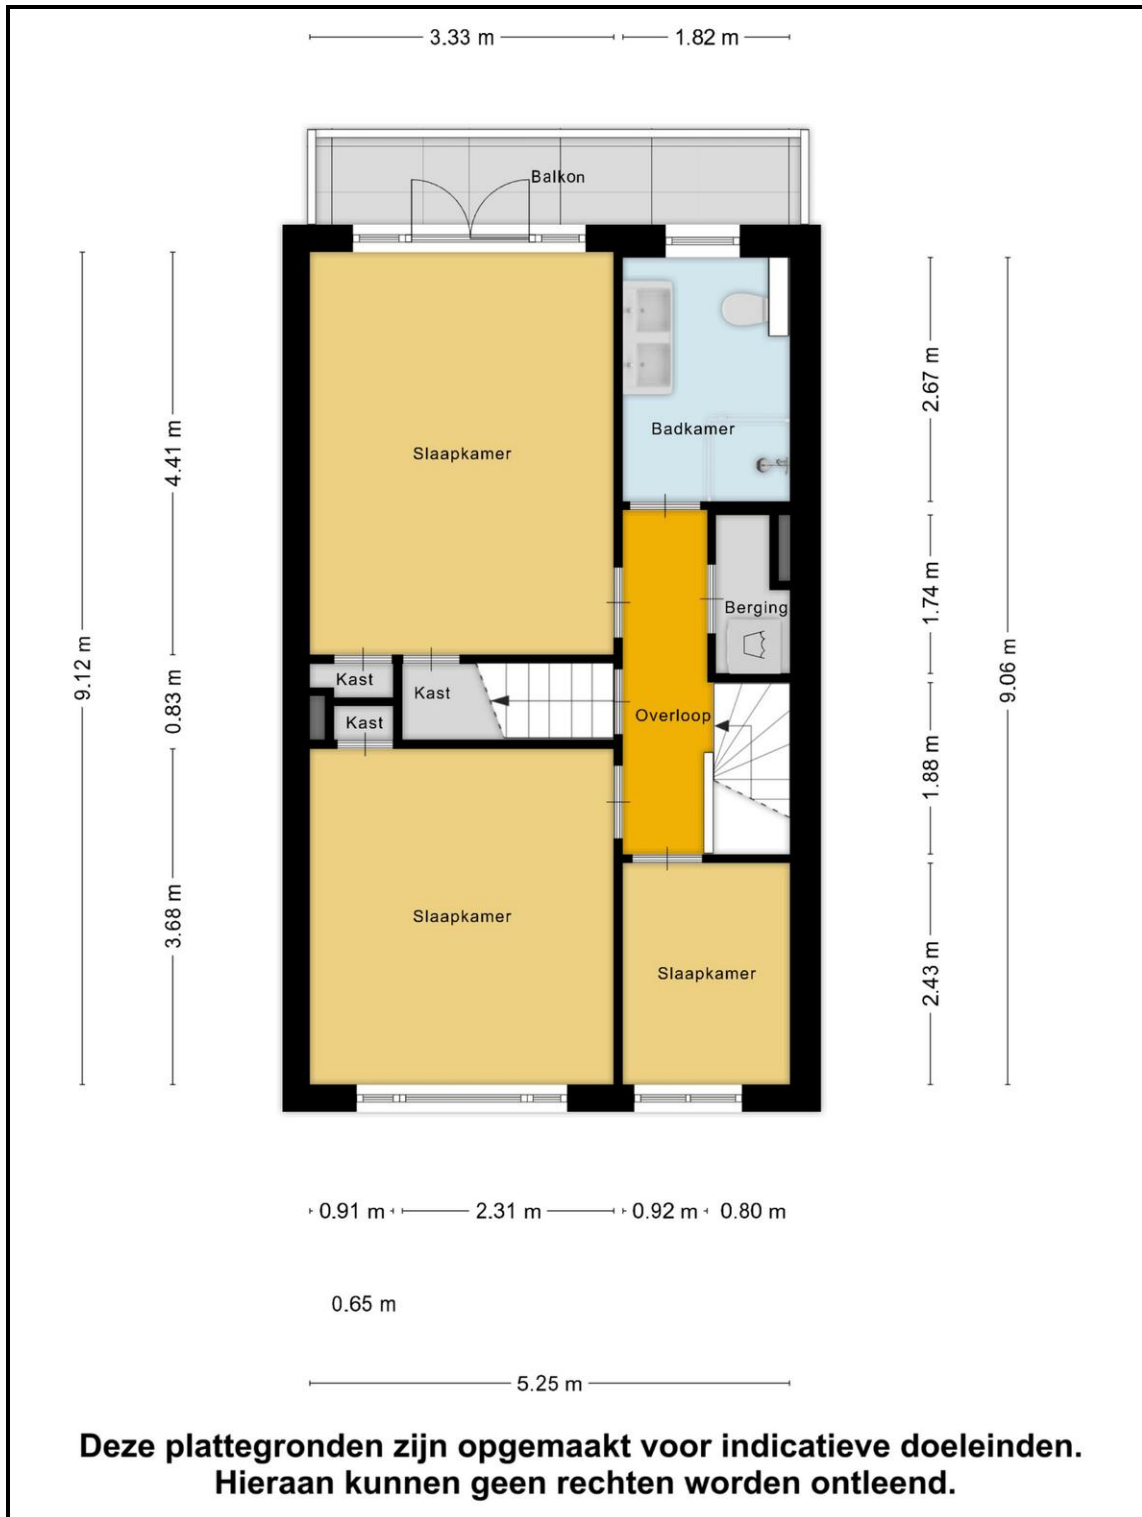 3.33 m
1.82 m
Balkon
2.67 m
4.41 m
Badkamer
Slaapkamer
1.74 m
Berging
9.12 m
9.06 m
0.83 m
Kast
Kast
Kast
Overloop
1.88 m
3.68 m
Slaapkamer
2.43 m
Slaapkamer
0.91 m
2.31 m
0.92 m
0.80 m
0.65 m
5.25 m
Deze plattegronden zijn opgemaakt voor indicatieve doeleinden.
Hieraan kunnen geen rechten worden ontleend.